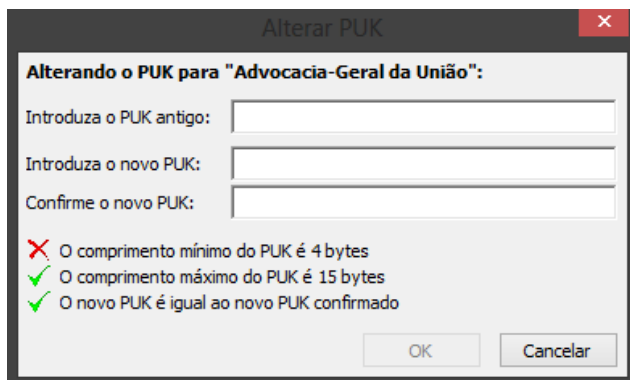 Alterar PUK
Alterando o PUK para "Advocacia-Geral da União":
Introduza o PUK antigo:
Introduza o novo PUK:
Confirme o novo PUK:
O comprimento mínimo do PUK é 4 bytes
O comprimento máximo do PUK é 15 bytes
O novo PUK é igual ao novo PUK confirmado
OK Cancelar